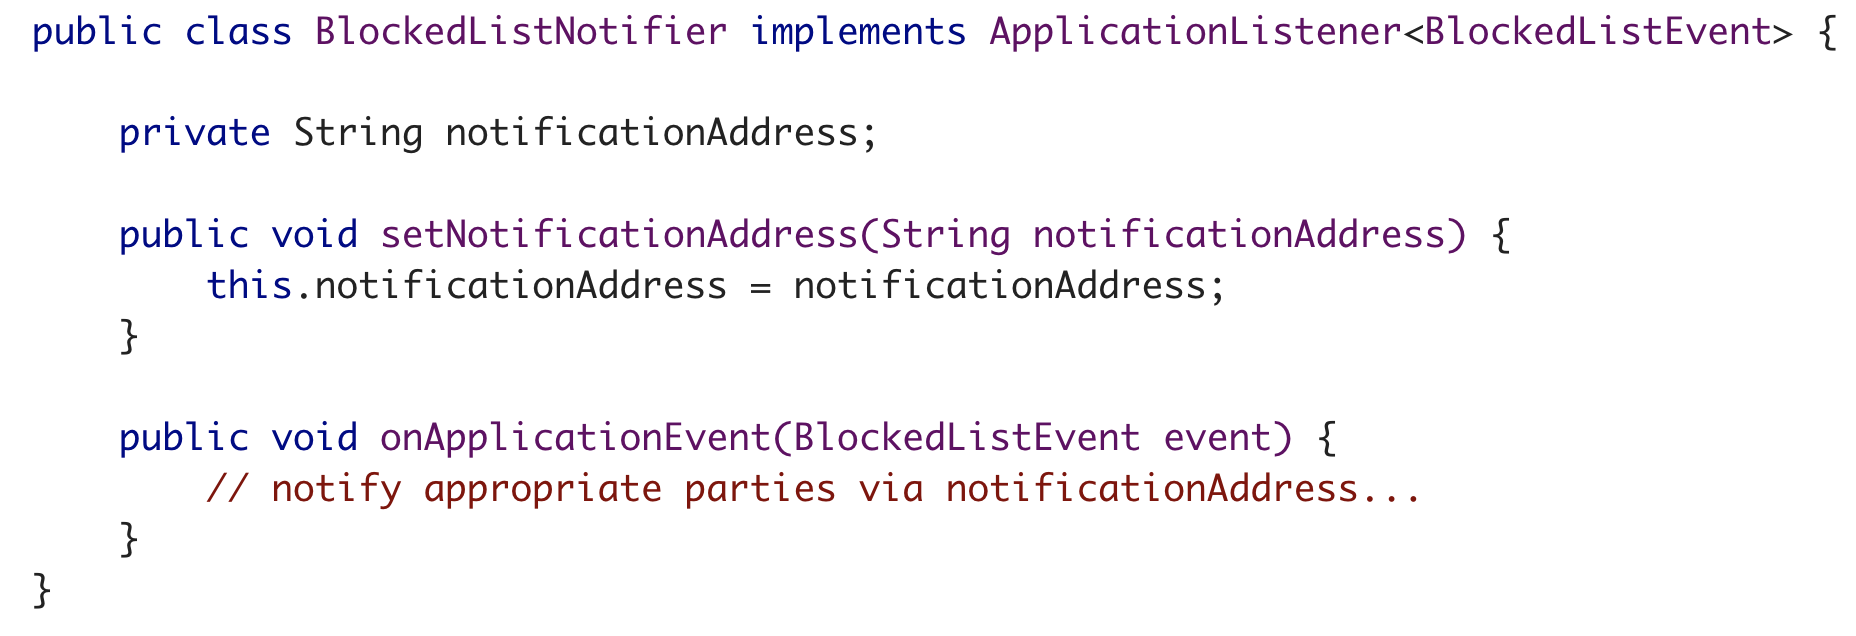 public class BlockedListNotifier implements ApplicationListener<BlockedListEvent> {

    private String notificationAddress;

    public void setNotificationAddress(String notificationAddress) {
        this.notificationAddress = notificationAddress;
    }

    public void onApplicationEvent(BlockedListEvent event) {
        // notify appropriate parties via notificationAddress...
    }
}